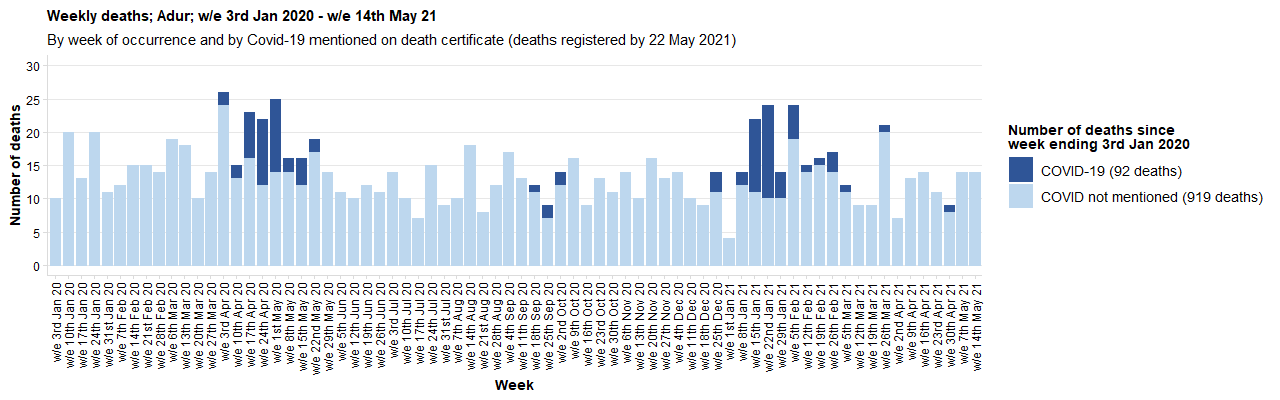 Weekly deaths; Adur; w/e 3rd Jan 2020 - w/e 14th May 21
By week of occurrence and by Covid-19 mentioned on death certificate (deaths registered by 22 May 2021)
Number of deaths
30
25
20
15
10
5
0
w/e 3rd Jan 20
w/e 10th Jan 20
w/e 17th Jan 20
w/e 24th Jan 20
w/e 31st Jan 20
w/e 7th Feb 20
w/e 14th Feb 20
w/e 21st Feb 20
w/e 28th Feb 20
w/e 6th Mar 20
w/e 13th Mar 20
w/e 20th Mar 20
w/e 27th Mar 20
w/e 3rd Apr 20
w/e 10th Apr 20
w/e 17th Apr 20
w/e 24th Apr 20
w/e 1st May 20
w/e 8th May 20
w/e 15th May 20
w/e 22nd May 20
w/e 29th May 20
w/e 5th Jun 20
w/e 12th Jun 20
w/e 19th Jun 20
w/e 26th Jun 20
w/e 3rd Jul 20
w/e 10th Jul 20
w/e 17th Jul 20
w/e 24th Jul 20
w/e 31st Jul 20
w/e 7th Aug 20
w/e 14th Aug 20
w/e 21st Aug 20
w/e 28th Aug 20
w/e 4th Sep 20
w/e 11th Sep 20
w/e 18th Sep 20
w/e 25th Sep 20
w/e 2nd Oct 20
w/e 9th Oct 20
w/e 16th Oct 20
w/e 23rd Oct 20
w/e 30th Oct 20
w/e 6th Nov 20
w/e 13th Nov 20
w/e 20th Nov 20
w/e 27th Nov 20
w/e 4th Dec 20
w/e 11th Dec 20
w/e 18th Dec 20
w/e 25th Dec 20
w/e 1st Jan 21
w/e 8th Jan 21
w/e 15th Jan 21
w/e 22nd Jan 21
w/e 29th Jan 21
w/e 5th Feb 21
w/e 12th Feb 21
w/e 19th Feb 21
w/e 26th Feb 21
w/e 5th Mar 21
w/e 12th Mar 21
w/e 19th Mar 21
w/e 26th Mar 21
w/e 2nd Apr 21
w/e 9th Apr 21
w/e 16th Apr 21
w/e 23rd Apr 21
w/e 30th Apr 21
w/e 7th May 21
w/e 14th May 21
Week
Number of deaths since
week ending 3rd Jan 2020
COVID-19 (92 deaths)
COVID not mentioned (919 deaths)